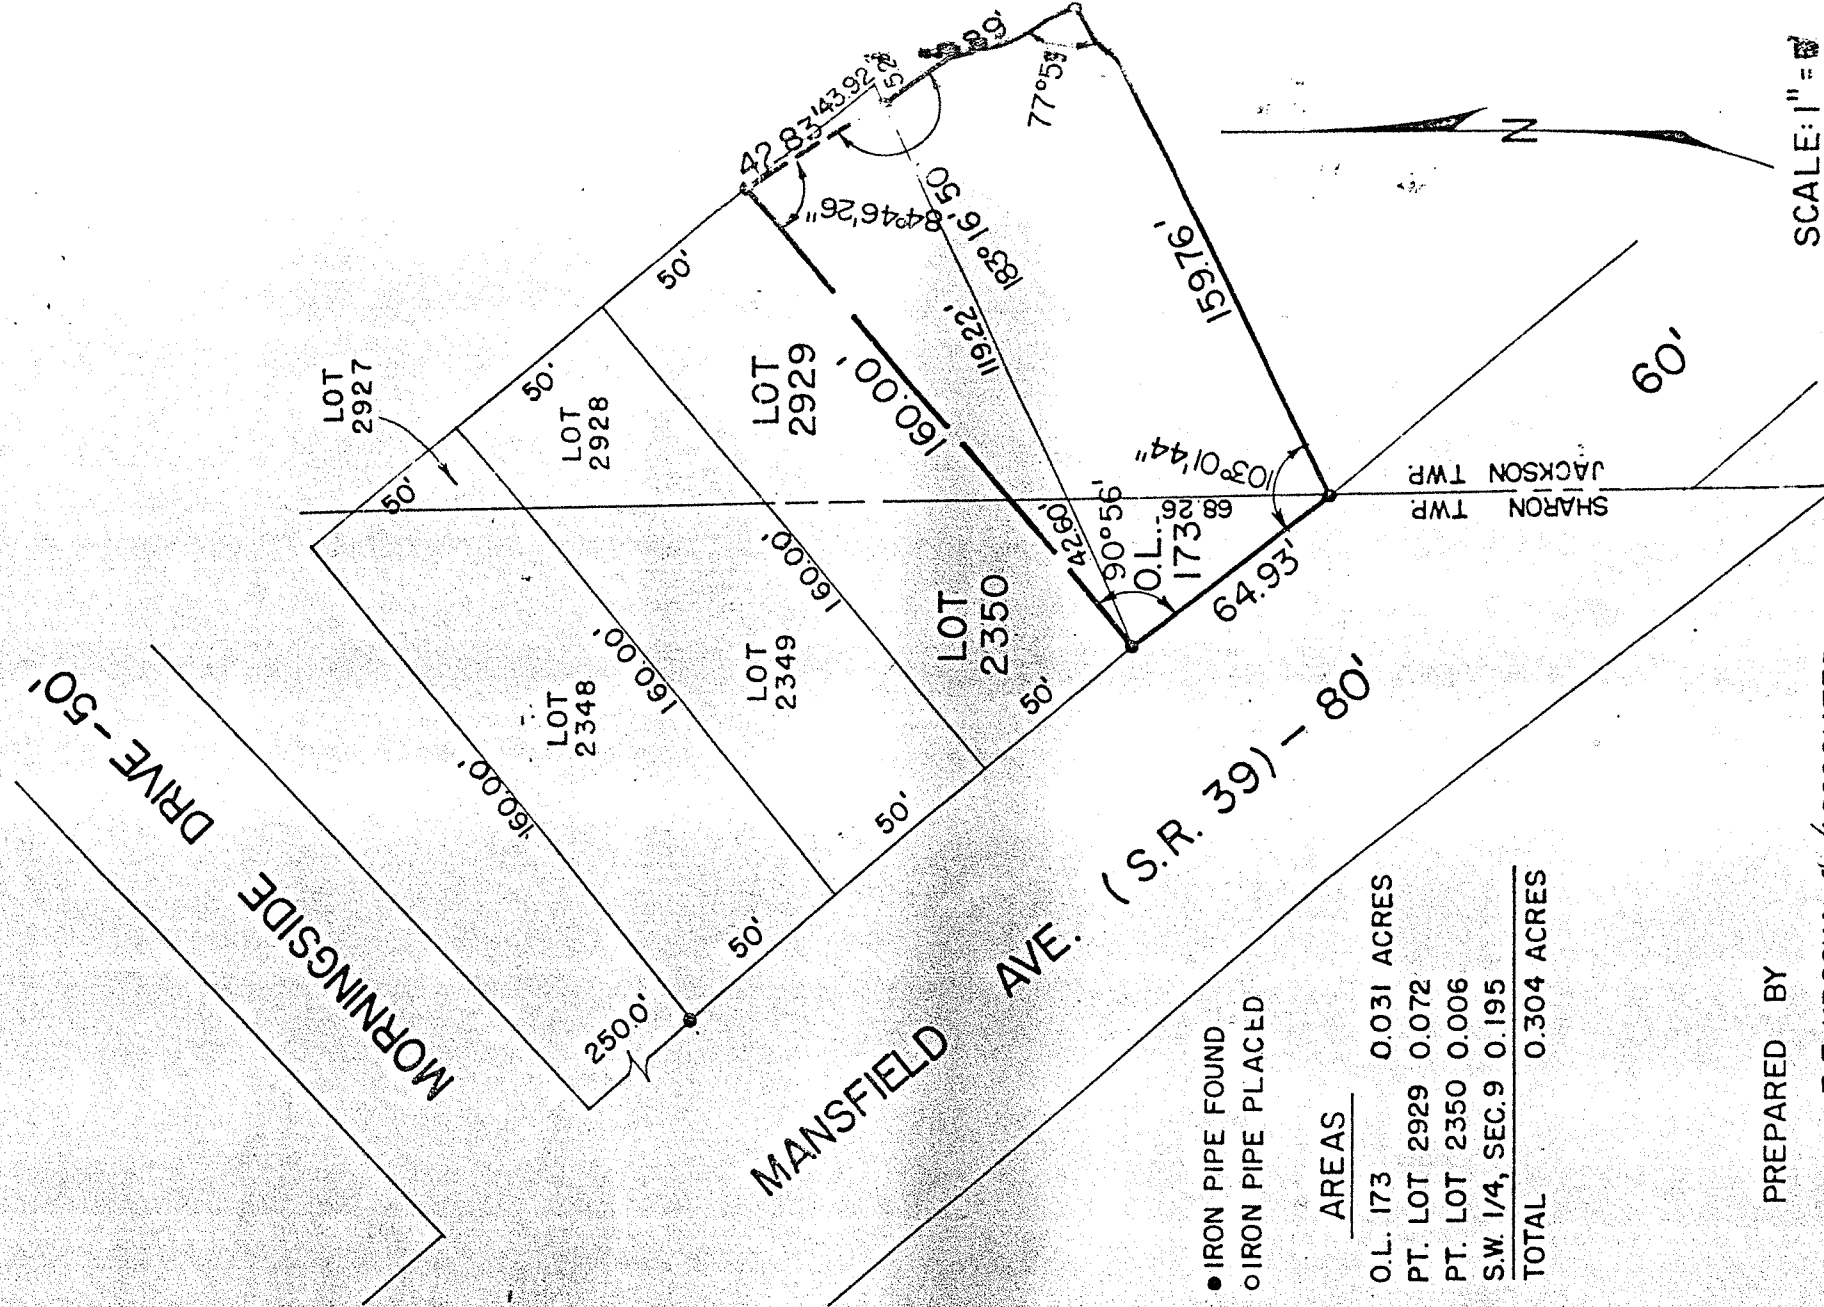 MORNINGSIDE DRIVE - 50'
LOT
2927
LOT
2928
LOT
2929
LOT
2348
LOT
2349
LOT
2350
50'
50'
50'
160.00'
160.00'
160.00'
160.00'
250.0'
50'
50'
50'
42.83'
143.92'
84°46'26"
183°16'50
119.22'
77°59
159.76'
42.60'
90°56'
O.L.
173
68.26
103°01'44"
64.93'
SHARON TWP.
JACKSON TWP.
60'
N
MANSFIELD AVE. (S.R. 39) - 80'
SCALE: 1" =
● IRON PIPE FOUND
○ IRON PIPE PLACED
AREAS
O.L. 173 0.031 ACRES
PT. LOT 2929 0.072
PT. LOT 2350 0.006
S.W. 1/4, SEC. 9 0.195
TOTAL 0.304 ACRES
PREPARED BY